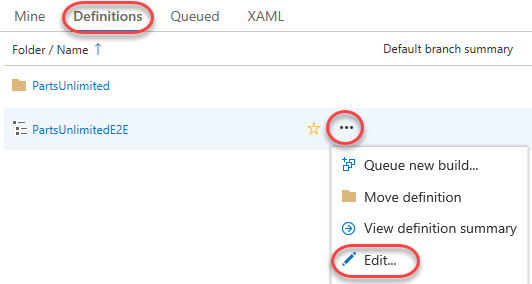 Mine Definitions Queued XAML
Folder / Name ↑ Default branch summary
PartsUnlimited
PartsUnlimitedE2E
Queue new build...
Move definition
View definition summary
Edit...